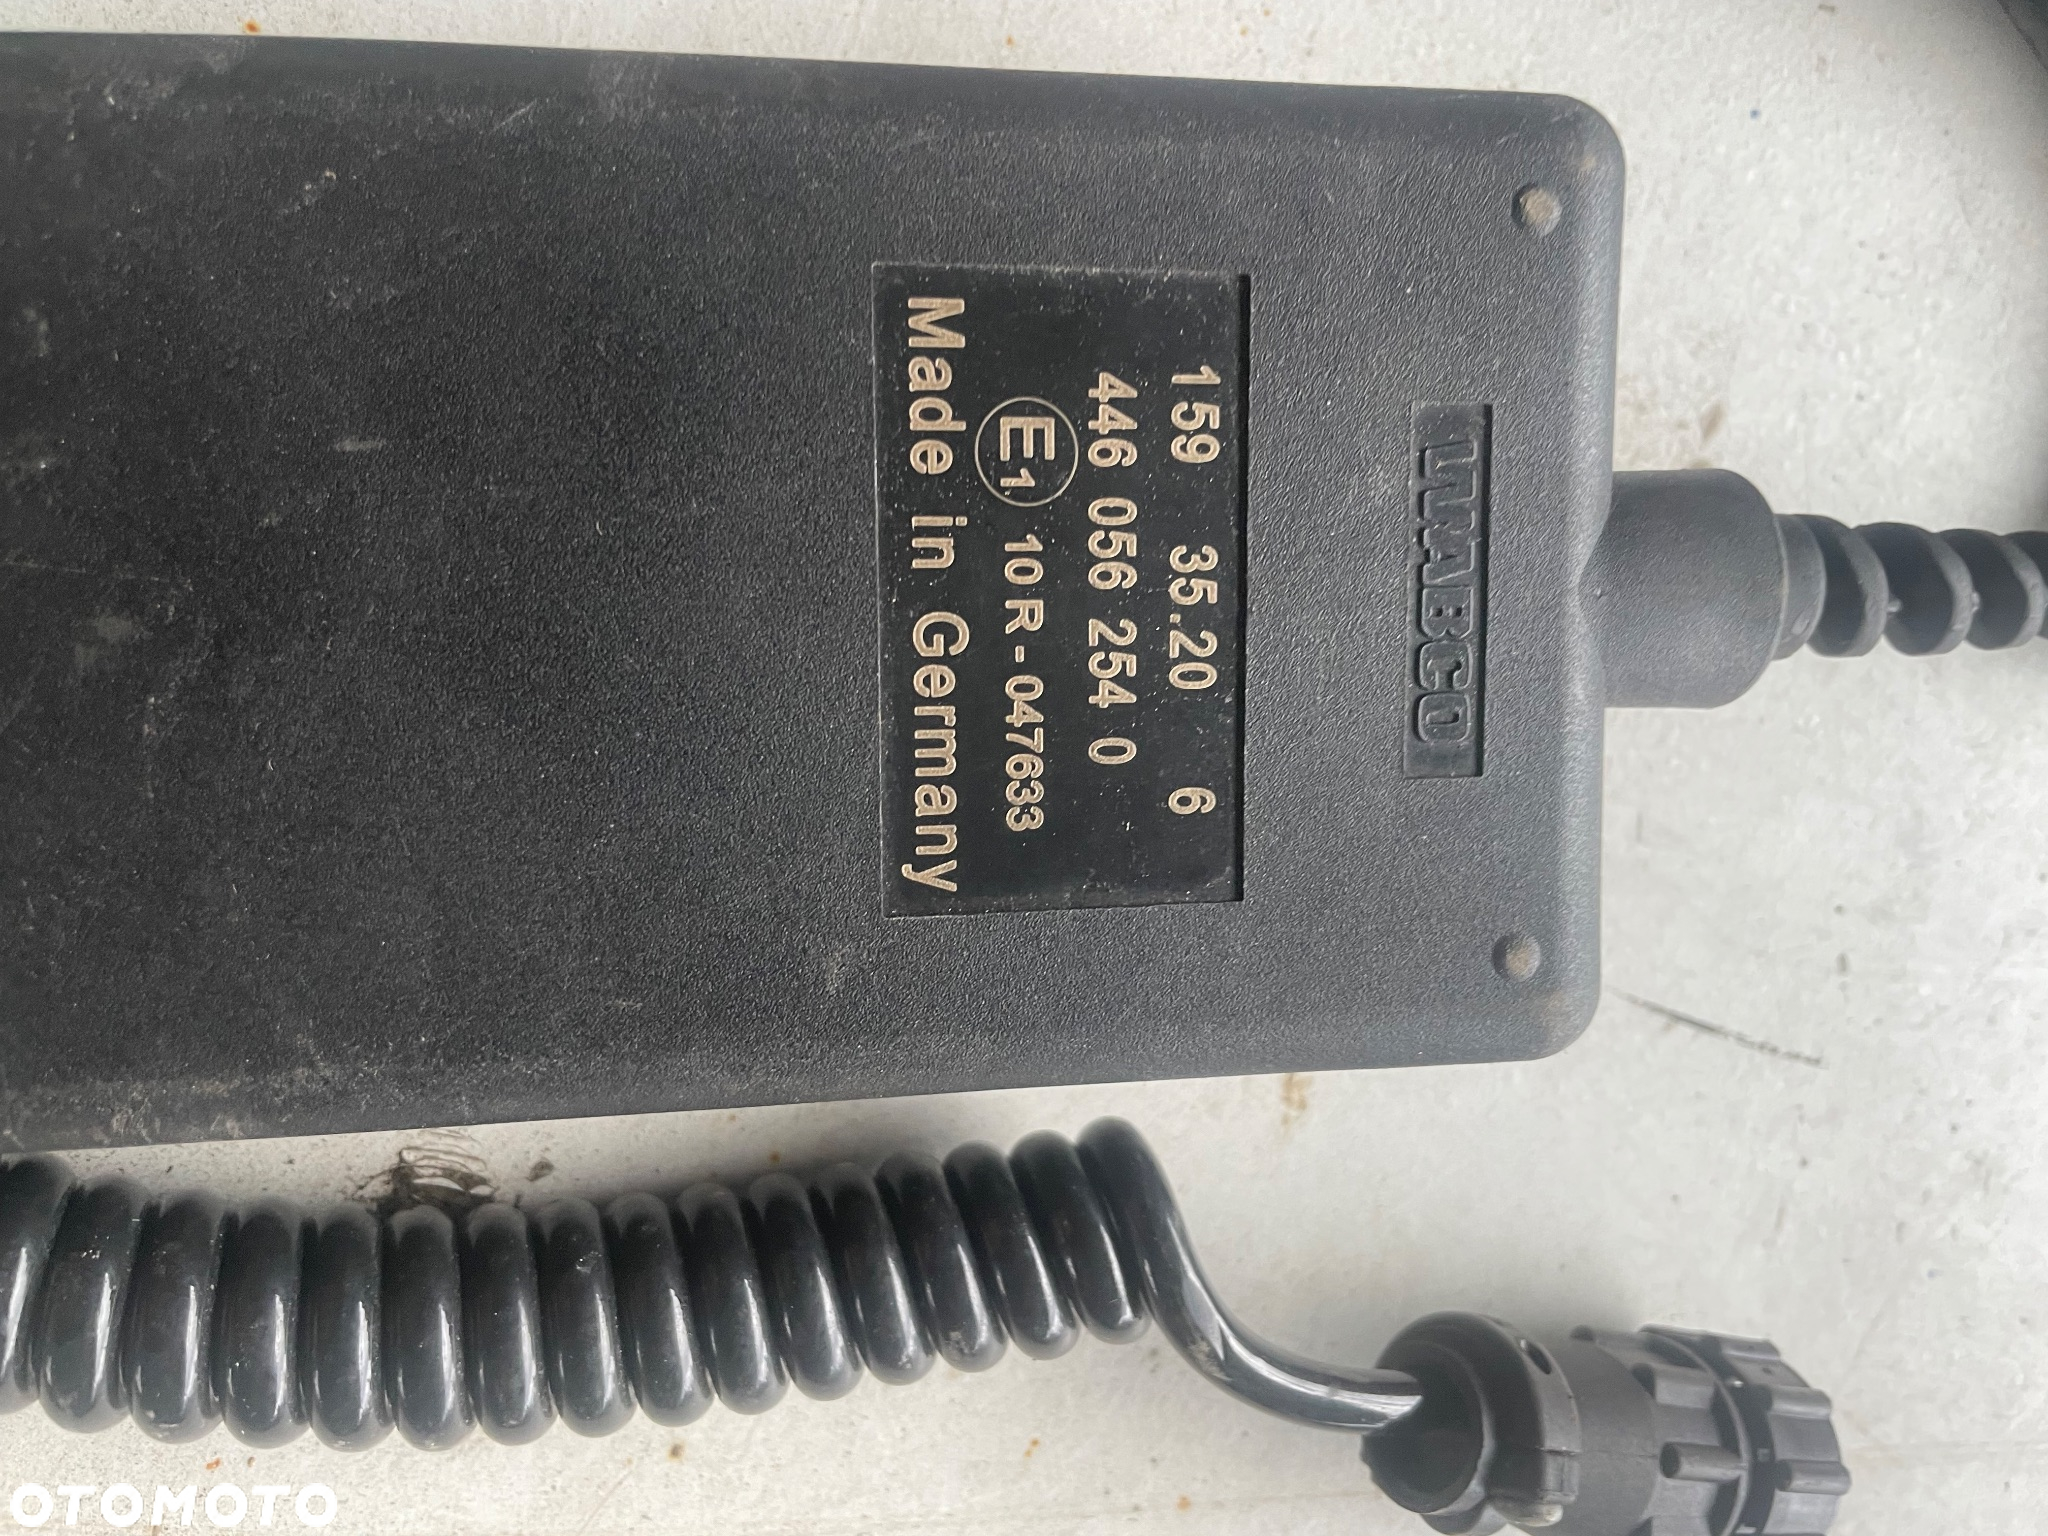 WABCO
159 35.20 6
446 056 254 0
E1 10 R - 047633
Made in Germany
OTOMOTO